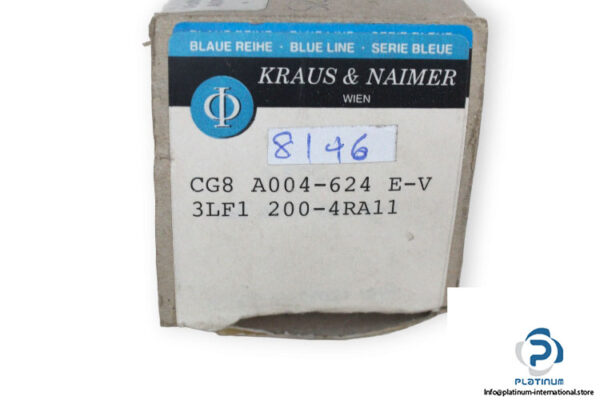 BLAUE REIHE · BLUE LINE · SERIE BLEUE
KRAUS & NAIMER
WIEN
8146
CG8 A004-624 E-V
3LF1 200-4RA11
PLATINUM
Info@platinum-international.store